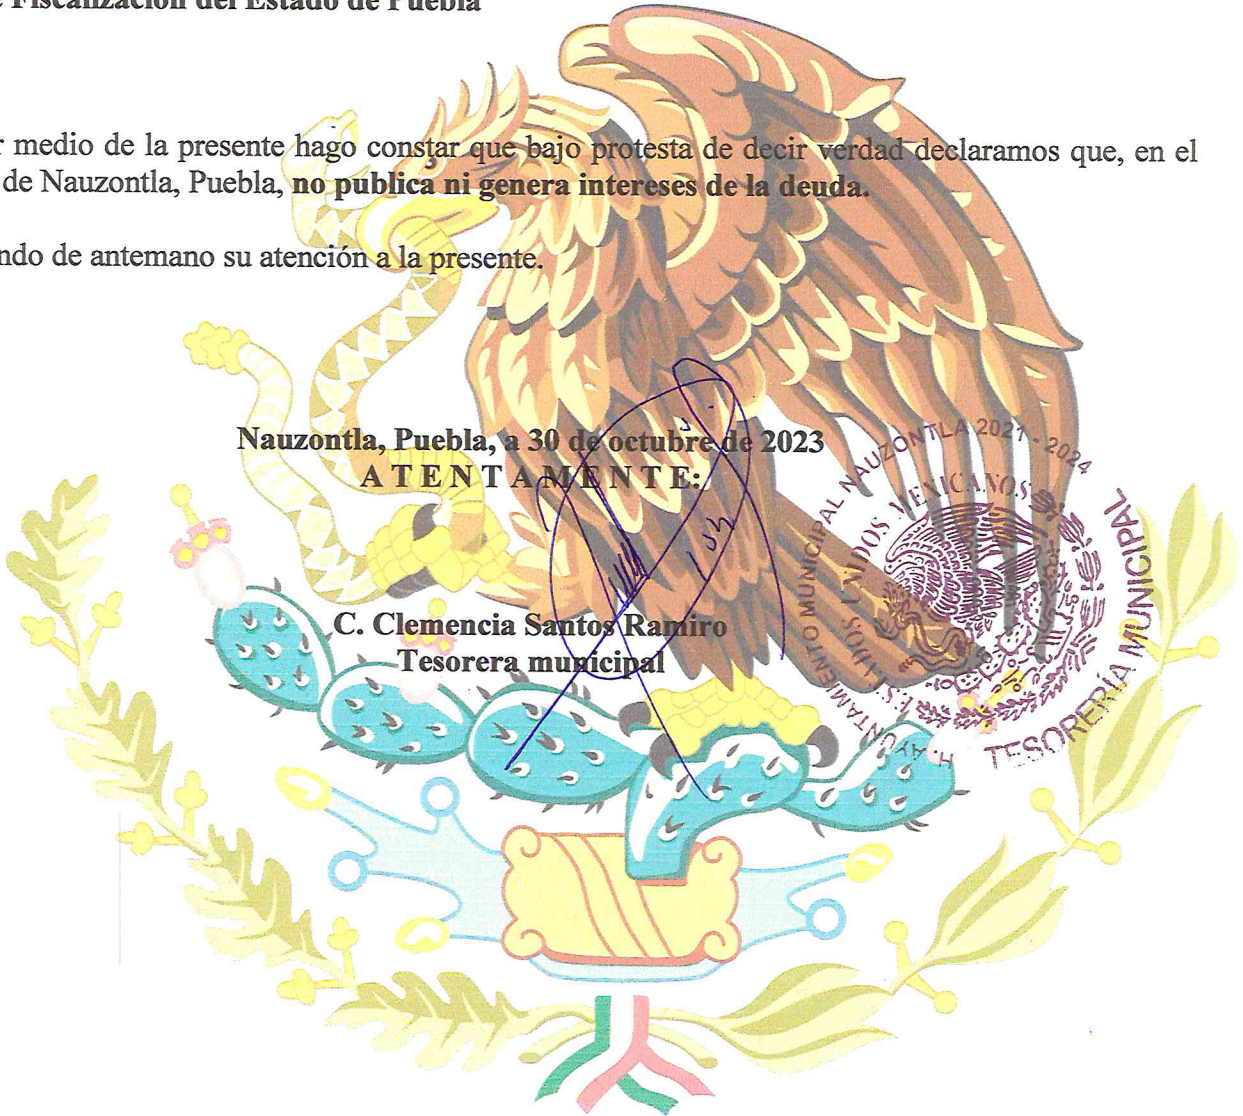 e Fiscalización del Estado de Puebla
r medio de la presente hago constar que bajo protesta de decir verdad declaramos que, en el
de Nauzontla, Puebla, no publica ni genera intereses de la deuda.
ndo de antemano su atención a la presente.
Nauzontla, Puebla, a 30 de octubre de 2023
A T E N T A M E N T E:
C. Clemencia Santos Ramiro
Tesorera municipal
H. AYUNTAMIENTO MUNICIPAL NAUZONTLA 2021 - 2024
ESTADOS UNIDOS MEXICANOS
TESORERÍA MUNICIPAL